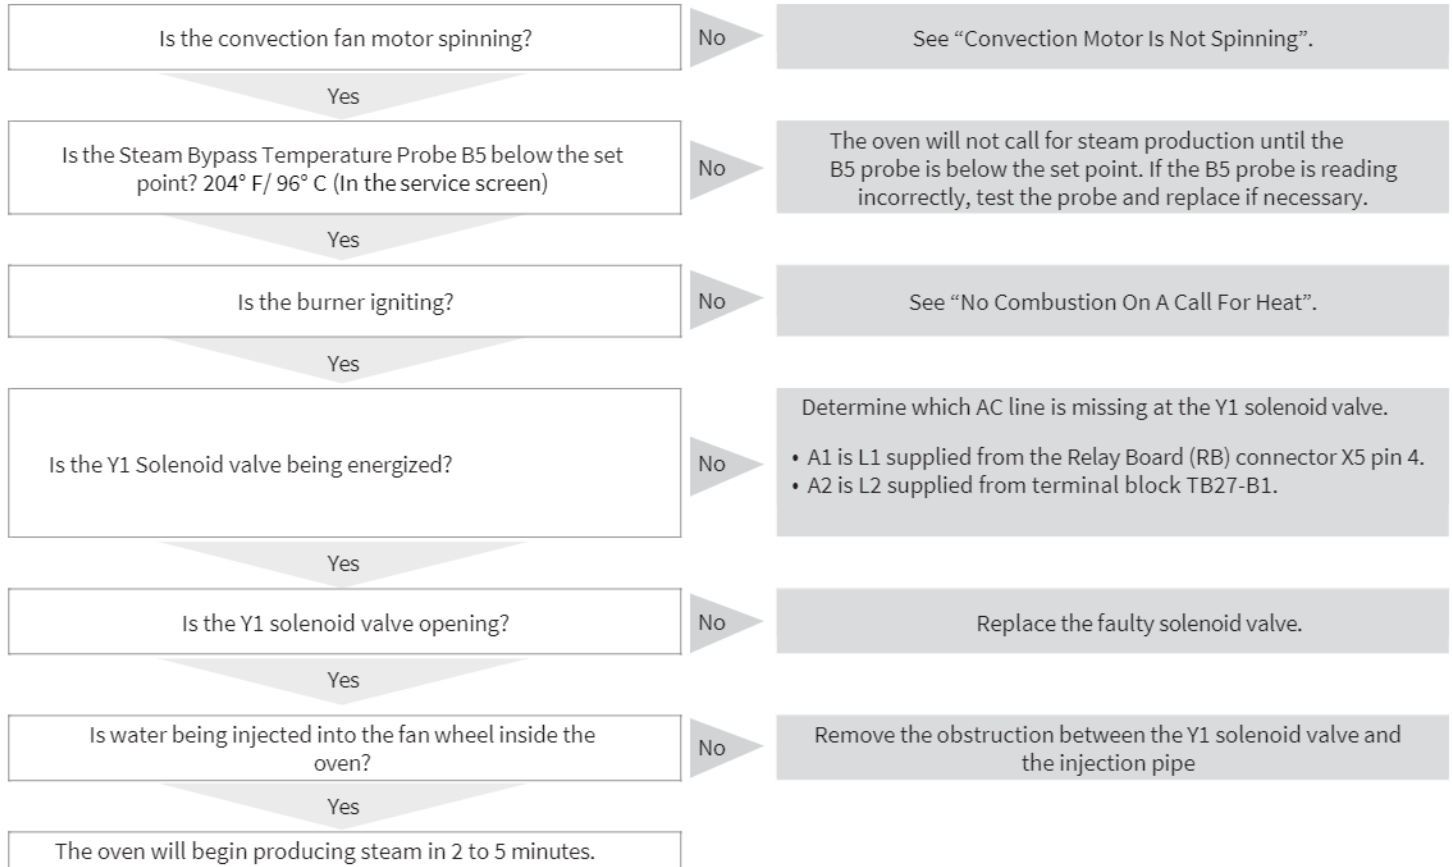 Is the convection fan motor spinning?
No
See “Convection Motor Is Not Spinning”.
Yes
Is the Steam Bypass Temperature Probe B5 below the set
point? 204° F/ 96° C (In the service screen)
No
The oven will not call for steam production until the
B5 probe is below the set point. If the B5 probe is reading
incorrectly, test the probe and replace if necessary.
Yes
Is the burner igniting?
No
See “No Combustion On A Call For Heat”.
Yes
Is the Y1 Solenoid valve being energized?
No
Determine which AC line is missing at the Y1 solenoid valve.
• A1 is L1 supplied from the Relay Board (RB) connector X5 pin 4.
• A2 is L2 supplied from terminal block TB27-B1.
Yes
Is the Y1 solenoid valve opening?
No
Replace the faulty solenoid valve.
Yes
Is water being injected into the fan wheel inside the
oven?
No
Remove the obstruction between the Y1 solenoid valve and
the injection pipe
Yes
The oven will begin producing steam in 2 to 5 minutes.